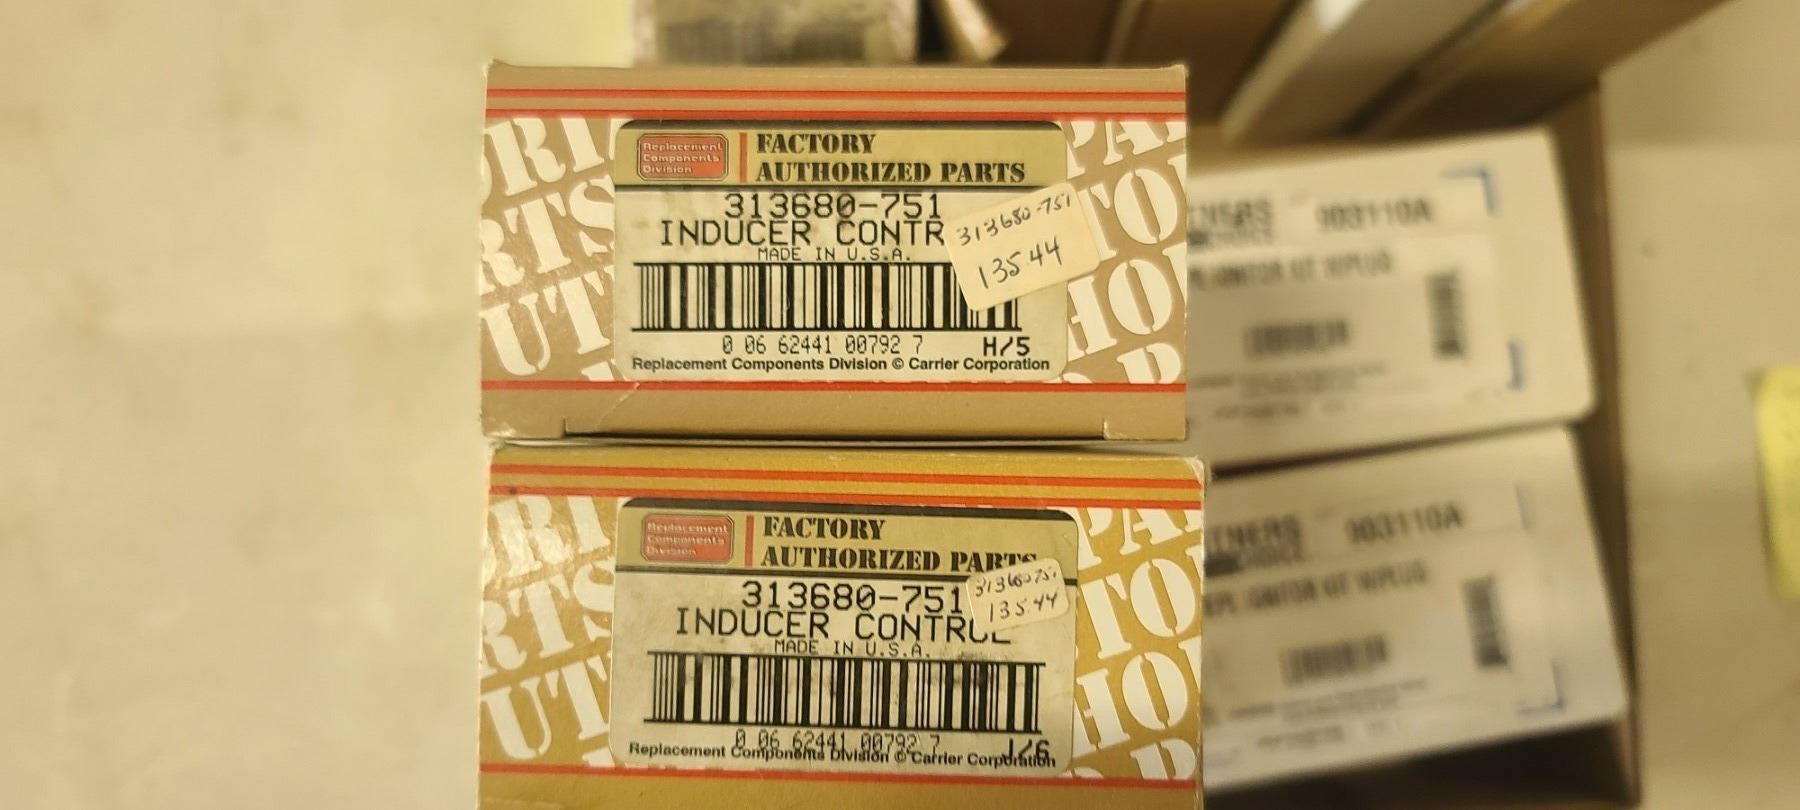 Replacement
Components
Division
FACTORY
AUTHORIZED PARTS
313680-751
INDUCER CONTR
MADE IN U.S.A.
313680-751
135.44
0 06 62441 00792 7
H/5
Replacement Components Division © Carrier Corporation
Replacement
Components
Division
FACTORY
AUTHORIZED PARTS
313680-751
INDUCER CONTROL
MADE IN U.S.A.
313680751
135.44
0 06 62441 00792 7
J/6
Replacement Components Division © Carrier Corporation
903110A
903110A